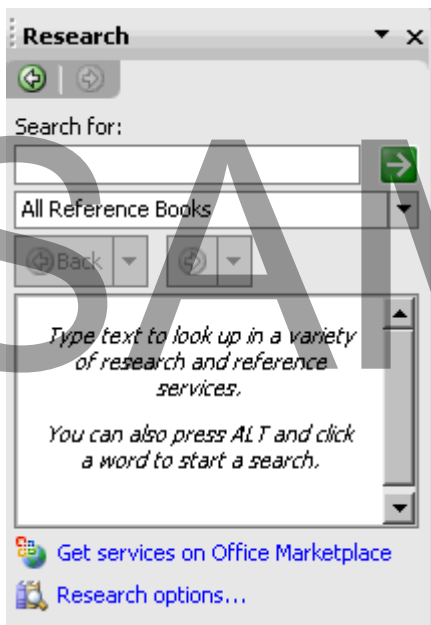 Research
Search for:
All Reference Books
Back
Type text to look up in a variety
of research and reference
services.
You can also press ALT and click
a word to start a search.
Get services on Office Marketplace
Research options...